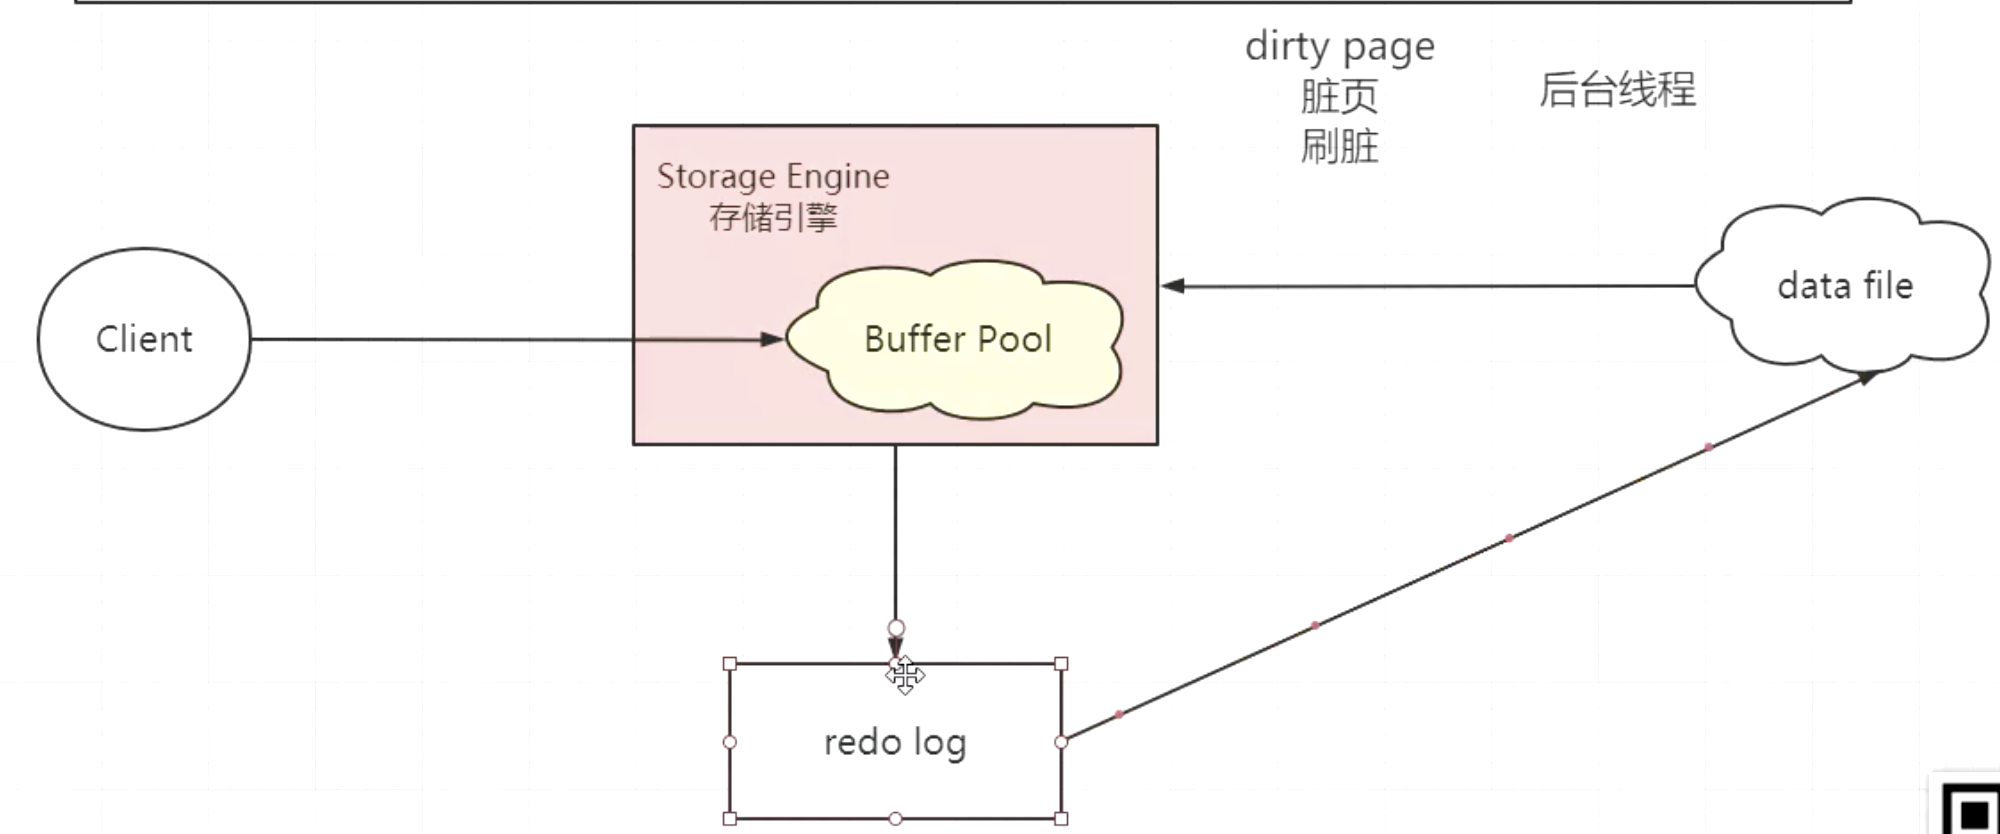 dirty page
脏页
刷脏
后台线程
Storage Engine
存储引擎
Client
Buffer Pool
data file
redo log